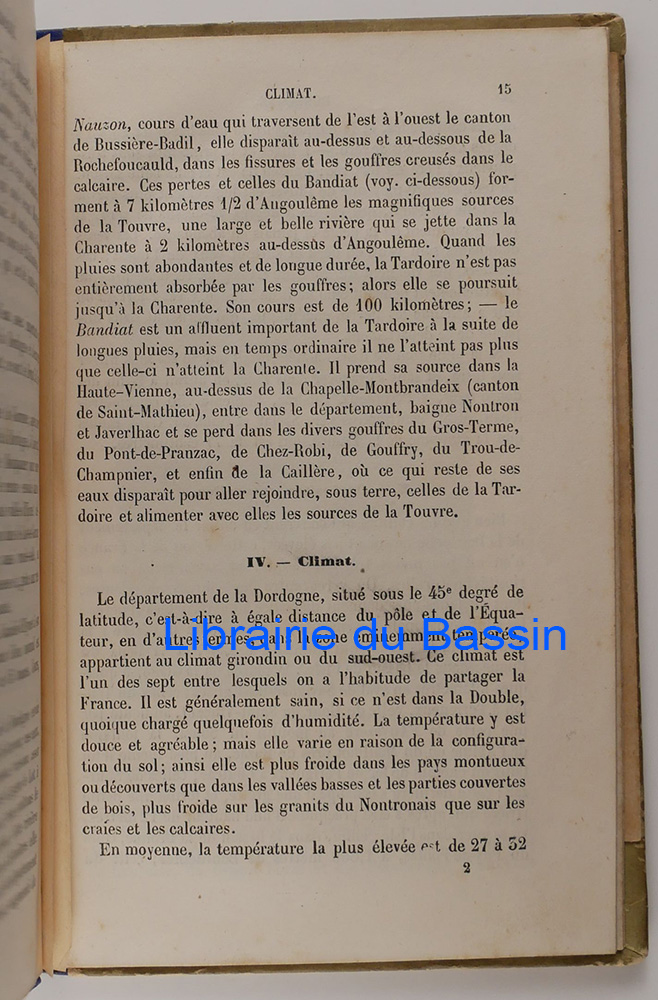 CLIMAT. 15
Nauzon, cours d'eau qui traversent de l'est à l'ouest le canton
de Bussière-Badil, elle disparaît au-dessus et au-dessous de la
Rochefoucauld, dans les fissures et les gouffres creusés dans le
calcaire. Ces pertes et celles du Bandiat (voy. ci-dessous) for-
ment à 7 kilomètres 1/2 d'Angoulême les magnifiques sources
de la Touvre, une large et belle rivière qui se jette dans la
Charente à 2 kilomètres au-dessus d'Angoulême. Quand les
pluies sont abondantes et de longue durée, la Tardoire n'est pas
entièrement absorbée par les gouffres; alors elle se poursuit
jusqu'à la Charente. Son cours est de 100 kilomètres; — le
Bandiat est un affluent important de la Tardoire à la suite de
longues pluies, mais en temps ordinaire il ne l'atteint pas plus
que celle-ci n'atteint la Charente. Il prend sa source dans la
Haute-Vienne, au-dessus de la Chapelle-Montbrandeix (canton
de Saint-Mathieu), entre dans le département, baigne Nontron
et Javerlhac et se perd dans les divers gouffres du Gros-Terme,
du Pont-de-Pranzac, de Chez-Robi, de Gouffry, du Trou-de-
Champnier, et enfin de la Caillère, où ce qui reste de ses
eaux disparaît pour aller rejoindre, sous terre, celles de la Tar-
doire et alimenter avec elles les sources de la Touvre.
IV. — Climat.
Le département de la Dordogne, situé sous le 45e degré de
latitude, c'est-à-dire à égale distance du pôle et de l'Équa-
teur, en d'autres termes, dans la zone éminemment tempérée,
Librairie du Bassin
appartient au climat girondin ou du sud-ouest. Ce climat est
l'un des sept entre lesquels on a l'habitude de partager la
France. Il est généralement sain, si ce n'est dans la Double,
quoique chargé quelquefois d'humidité. La température y est
douce et agréable; mais elle varie en raison de la configura-
tion du sol; ainsi elle est plus froide dans les pays montueux
ou découverts que dans les vallées basses et les parties couvertes
de bois, plus froide sur les granits du Nontronais que sur les
craies et les calcaires.
En moyenne, la température la plus élevée est de 27 à 32
2